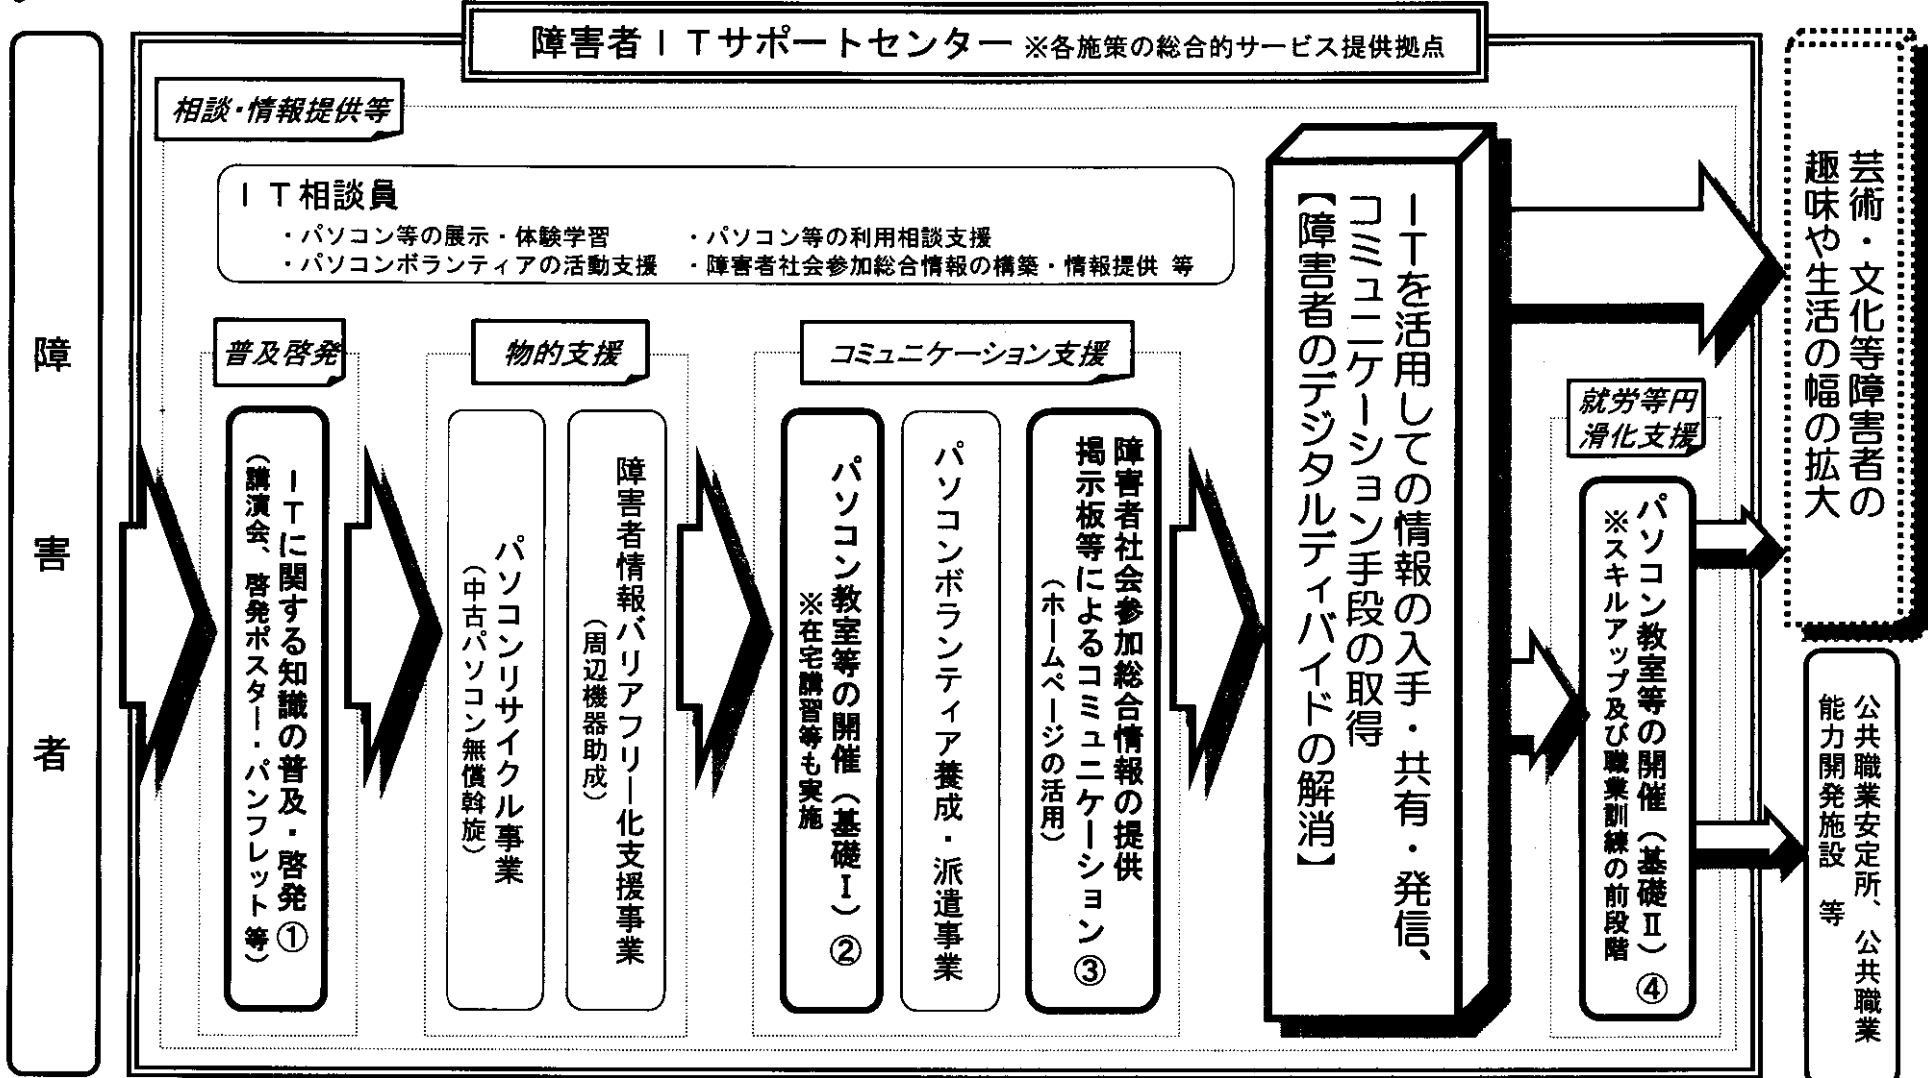 障害者ITサポートセンター ※各施策の総合的サービス提供拠点
障害者
相談・情報提供等
IT相談員
・パソコン等の展示・体験学習
・パソコン等の利用相談支援
・パソコンボランティアの活動支援
・障害者社会参加総合情報の構築・情報提供 等
普及啓発
ITに関する知識の普及・啓発①
(講演会、啓発ポスター・パンフレット等)
物的支援
パソコンリサイクル事業
(中古パソコン無償斡旋)
障害者情報バリアフリー化支援事業
(周辺機器助成)
コミュニケーション支援
パソコン教室等の開催(基礎Ⅰ)②
※在宅講習等も実施
パソコンボランティア養成・派遣事業
障害者社会参加総合情報の提供
掲示板等によるコミュニケーション③
(ホームページの活用)
ITを活用しての情報の入手・共有・発信、
コミュニケーション手段の取得
【障害者のデジタルディバイドの解消】
就労等円
滑化支援
パソコン教室等の開催(基礎Ⅱ)④
※スキルアップ及び職業訓練の前段階
芸術・文化等障害者の
趣味や生活の幅の拡大
公共職業安定所、公共職業
能力開発施設 等